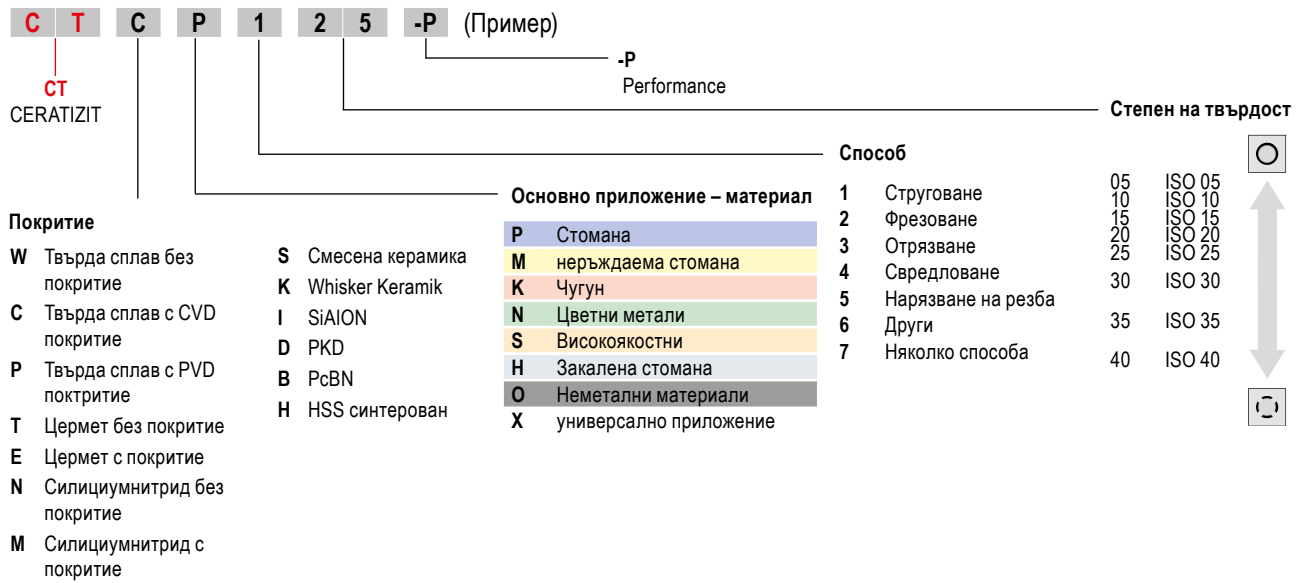 C T C P 1 2 5 -P (Пример)
-P
Performance
CT
CERATIZIT
Степен на твърдост
Способ
1 Струговане
2 Фрезоване
3 Отрязване
4 Свредловане
5 Нарязване на резба
6 Други
7 Няколко способа
05 ISO 05
10 ISO 10
15 ISO 15
20 ISO 20
25 ISO 25
30 ISO 30
35 ISO 35
40 ISO 40
Основно приложение – материал
P Стомана
M неръждаема стомана
K Чугун
N Цветни метали
S Високоякостни
H Закалена стомана
O Неметални материали
X универсално приложение
Покритие
W Твърда сплав без
покритие
C Твърда сплав с CVD
покритие
P Твърда сплав с PVD
поктритие
T Цермет без покритие
E Цермет с покритие
N Силициумнитрид без
покритие
M Силициумнитрид с
покритие
S Смесена керамика
K Whisker Keramik
I SiAlON
D PKD
B PcBN
H HSS синтерован